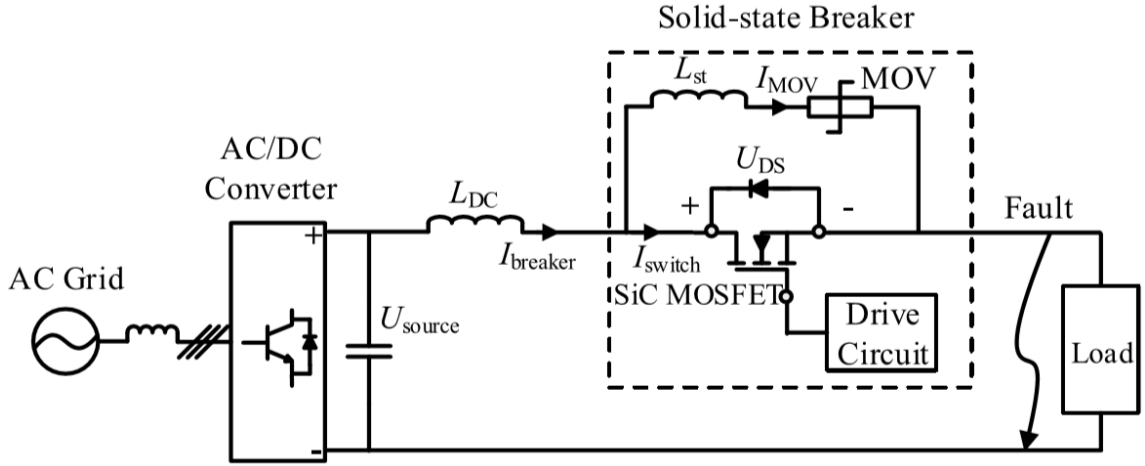 Solid-state Breaker
L_st
I_MOV
MOV
AC/DC
Converter
U_DS
L_DC
+
-
Fault
+
I_breaker
I_switch
AC Grid
SiC MOSFET
U_source
Drive
Circuit
Load
-